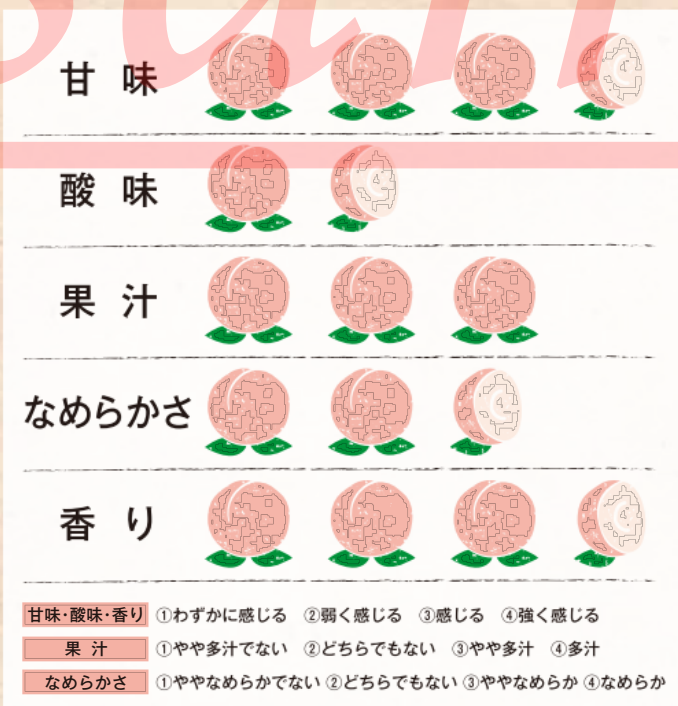 甘味
酸味
果汁
なめらかさ
香り
甘味・酸味・香り ①わずかに感じる ②弱く感じる ③感じる ④強く感じる
果汁 ①やや多汁でない ②どちらでもない ③やや多汁 ④多汁
なめらかさ ①ややなめらかでない ②どちらでもない ③ややなめらか ④なめらか